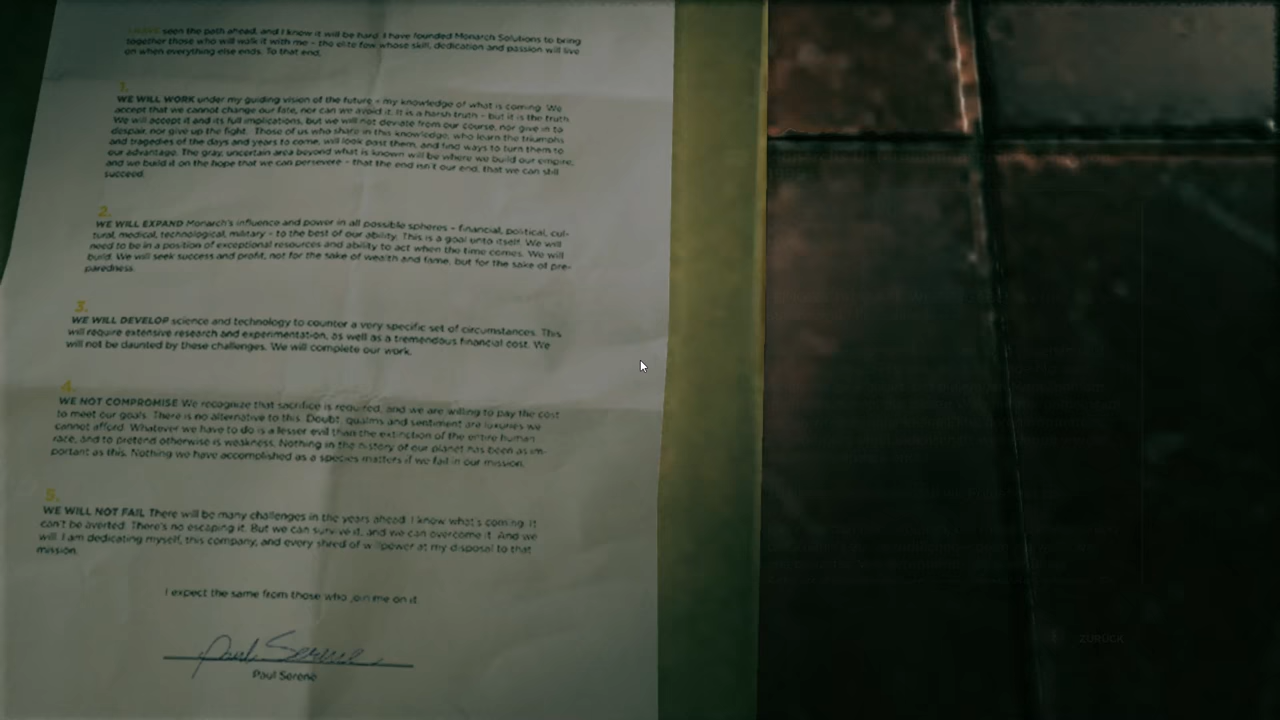 I HAVE seen the path ahead, and I know it will be hard. I have founded Monarch Solutions to bring
together those who will walk it with me – the elite few whose skill, dedication and passion will live
on when everything else ends. To that end,
1.
WE WILL WORK under my guiding vision of the future – my knowledge of what is coming. We
accept that we cannot change our fate, nor can we avoid it. It is a harsh truth – but it is the truth.
We will accept it and its full implications, but we will not deviate from our course, nor give in to
despair, nor give up the fight. Those of us who share in this knowledge, who learn the triumphs
and tragedies of the days and years to come, will look past them, and find ways to turn them to
our advantage. The gray, uncertain area beyond what is known will be where we build our empire,
and we build it on the hope that we can persevere – that the end isn't our end, that we can still
succeed.
2.
WE WILL EXPAND Monarch's influence and power in all possible spheres – financial, political, cul-
tural, medical, technological, military – to the best of our ability. This is a goal unto itself. We will
need to be in a position of exceptional resources and ability to act when the time comes. We will
build. We will seek success and profit, not for the sake of wealth and fame, but for the sake of pre-
paredness.
3.
WE WILL DEVELOP science and technology to counter a very specific set of circumstances. This
will require extensive research and experimentation, as well as a tremendous financial cost. We
will not be daunted by these challenges. We will complete our work.
4.
WE NOT COMPROMISE We recognize that sacrifice is required, and we are willing to pay the cost
to meet our goals. There is no alternative to this. Doubt, qualms and sentiment are luxuries we
cannot afford. Whatever we have to do is a lesser evil than the extinction of the entire human
race, and to pretend otherwise is weakness. Nothing in the history of our planet has been as im-
portant as this. Nothing we have accomplished as a species matters if we fail in our mission.
5.
WE WILL NOT FAIL There will be many challenges in the years ahead. I know what's coming. It
can't be averted. There's no escaping it. But we can survive it, and we can overcome it. And we
will. I am dedicating myself, this company, and every shred of willpower at my disposal to that
mission.
I expect the same from those who join me on it.
Paul Serene
Paul Serene
ZURÜCK